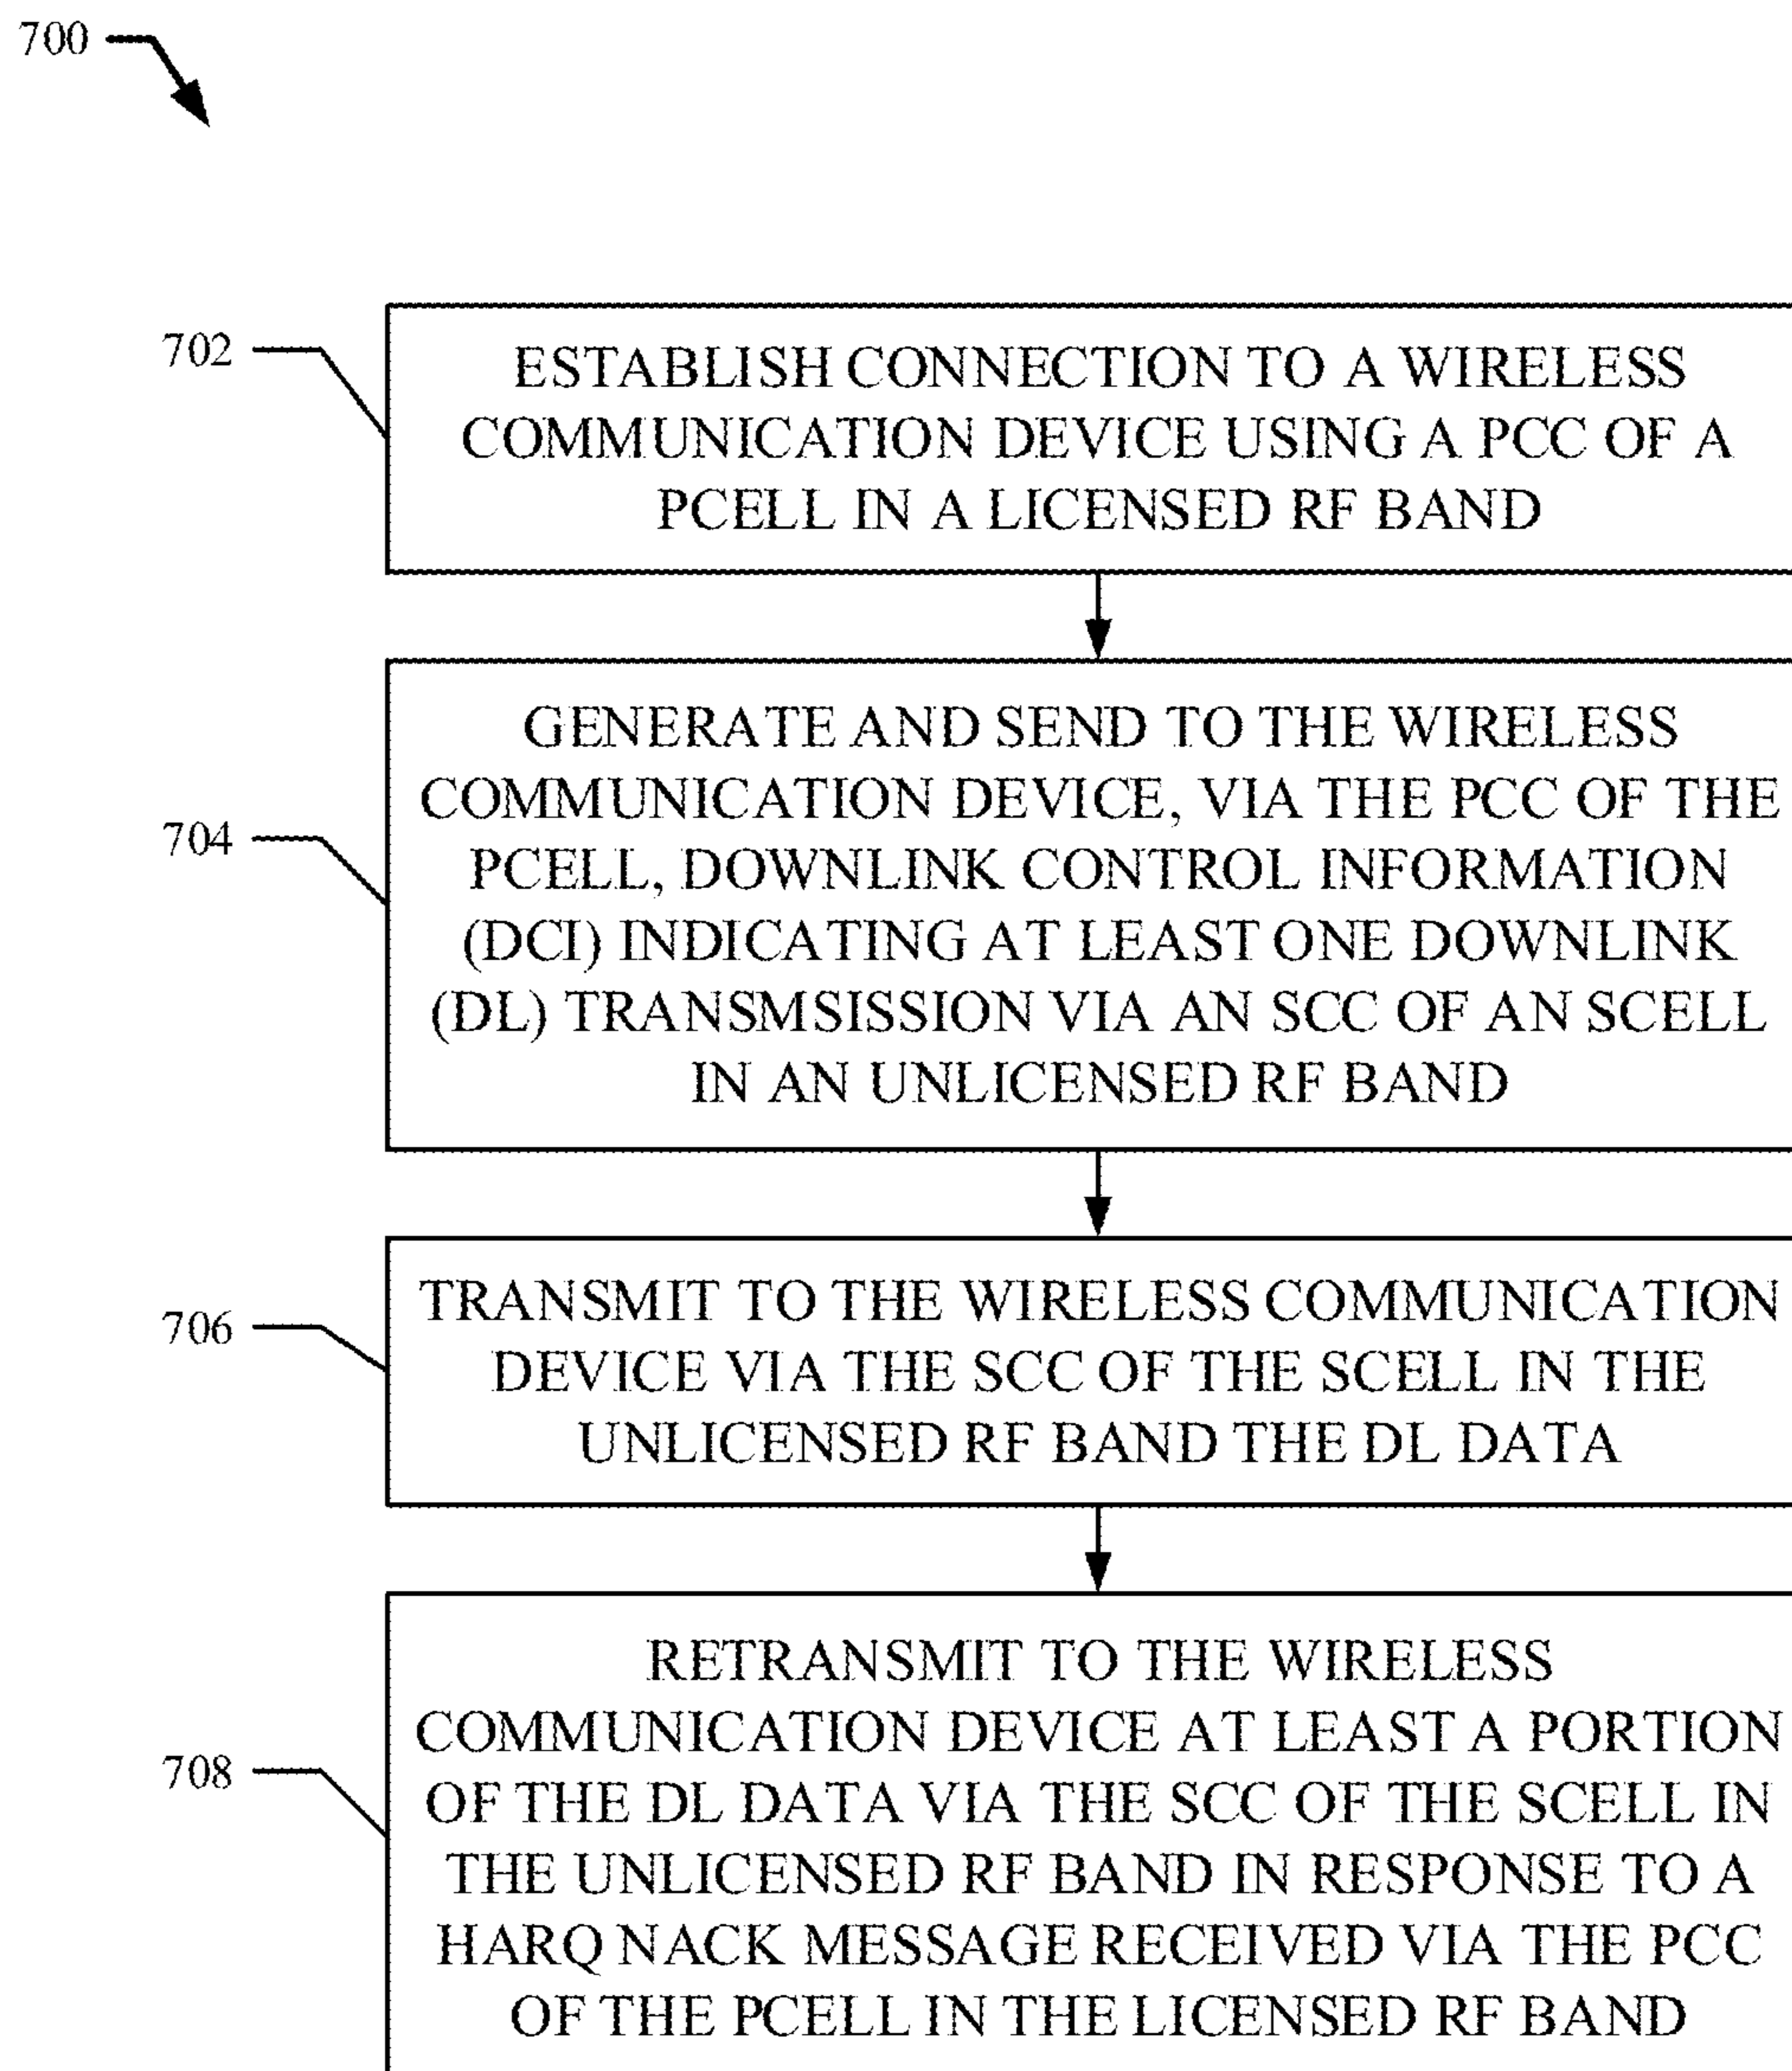 700
702
ESTABLISH CONNECTION TO A WIRELESS
COMMUNICATION DEVICE USING A PCC OF A
PCELL IN A LICENSED RF BAND
704
GENERATE AND SEND TO THE WIRELESS
COMMUNICATION DEVICE, VIA THE PCC OF THE
PCELL, DOWNLINK CONTROL INFORMATION
(DCI) INDICATING AT LEAST ONE DOWNLINK
(DL) TRANSMSISSION VIA AN SCC OF AN SCELL
IN AN UNLICENSED RF BAND
706
TRANSMIT TO THE WIRELESS COMMUNICATION
DEVICE VIA THE SCC OF THE SCELL IN THE
UNLICENSED RF BAND THE DL DATA
708
RETRANSMIT TO THE WIRELESS
COMMUNICATION DEVICE AT LEAST A PORTION
OF THE DL DATA VIA THE SCC OF THE SCELL IN
THE UNLICENSED RF BAND IN RESPONSE TO A
HARQ NACK MESSAGE RECEIVED VIA THE PCC
OF THE PCELL IN THE LICENSED RF BAND